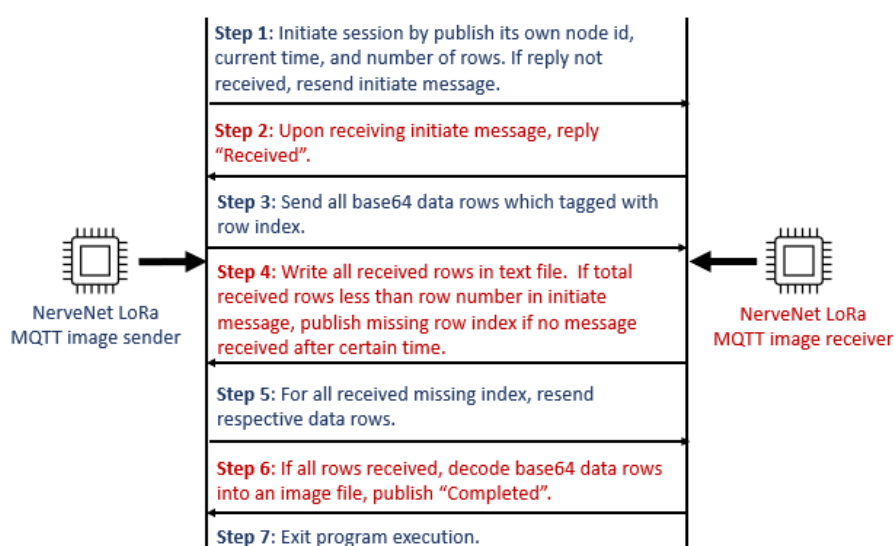 Step 1: Initiate session by publish its own node id,
current time, and number of rows. If reply not
received, resend initiate message.
Step 2: Upon receiving initiate message, reply
“Received”.
Step 3: Send all base64 data rows which tagged with
row index.
Step 4: Write all received rows in text file.  If total
received rows less than row number in initiate
message, publish missing row index if no message
received after certain time.
NerveNet LoRa
MQTT image sender
NerveNet LoRa
MQTT image receiver
Step 5: For all received missing index, resend
respective data rows.
Step 6: If all rows received, decode base64 data rows
into an image file, publish “Completed”.
Step 7: Exit program execution.